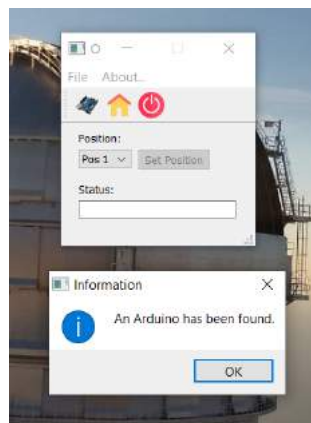 O
File About...
Position:
Pos 1 Set Position
Status:
Information
An Arduino has been found.
OK